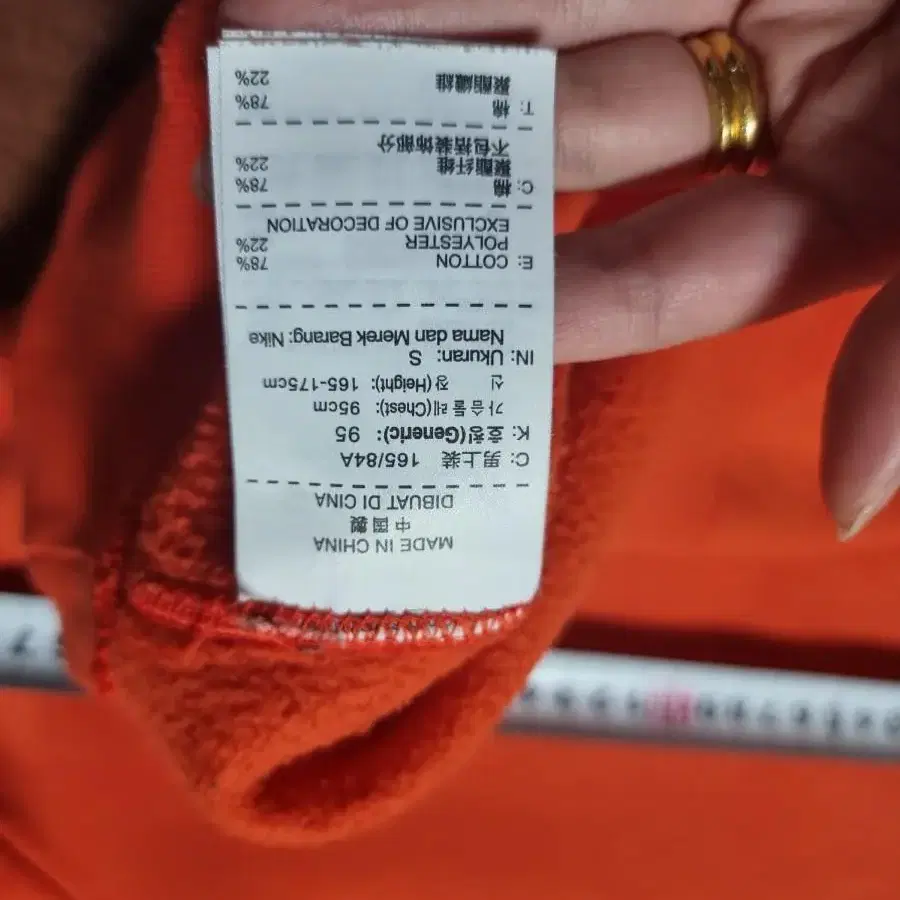 MADE IN CHINA
中國製
DIBUAT DI CINA
C: 男上装 165/84A
K: 호칭(Generic): 95
가슴둘레(Chest): 95cm
신 장(Height): 165-175cm
IN: Ukuran: S
Nama dan Merek Barang: Nike
E: COTTON 78%
POLYESTER 22%
EXCLUSIVE OF DECORATION
C: 棉 78%
聚酯纤维 22%
不包括装饰部分
T: 棉 78%
聚酯纖維 22%